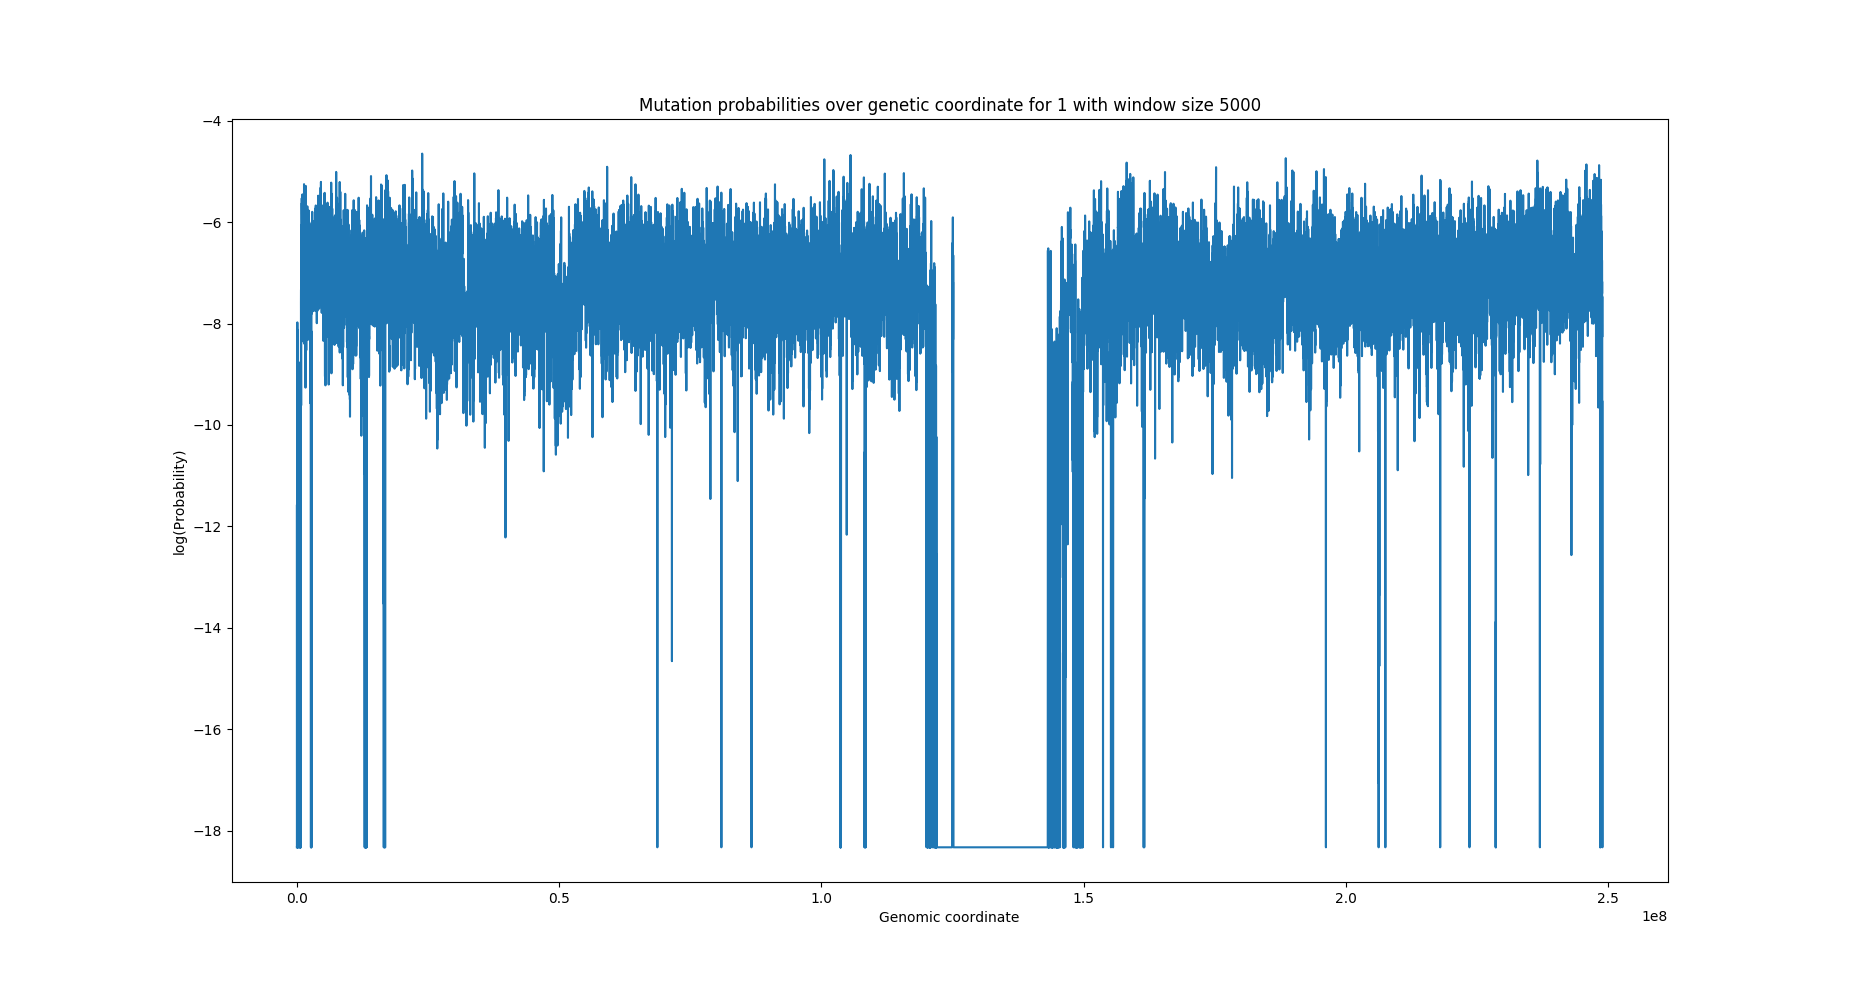 Mutation probabilities over genetic coordinate for 1 with window size 5000
−4
−6
−8
−10
−12
−14
−16
−18
log(Probability)
0.0 0.5 1.0 1.5 2.0 2.5
1e8
Genomic coordinate